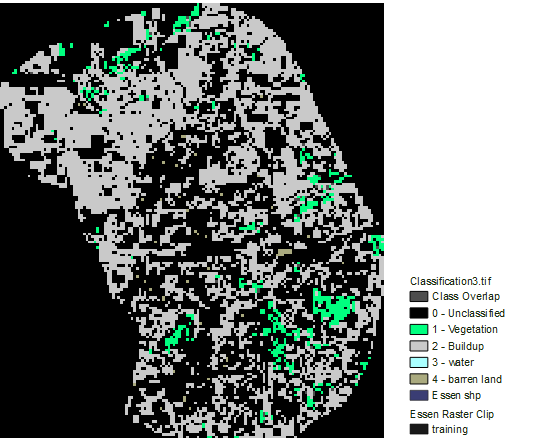 Classification3.tif
Class Overlap
0 - Unclassified
1 - Vegetation
2 - Buildup
3 - water
4 - barren land
Essen shp
Essen Raster Clip
training